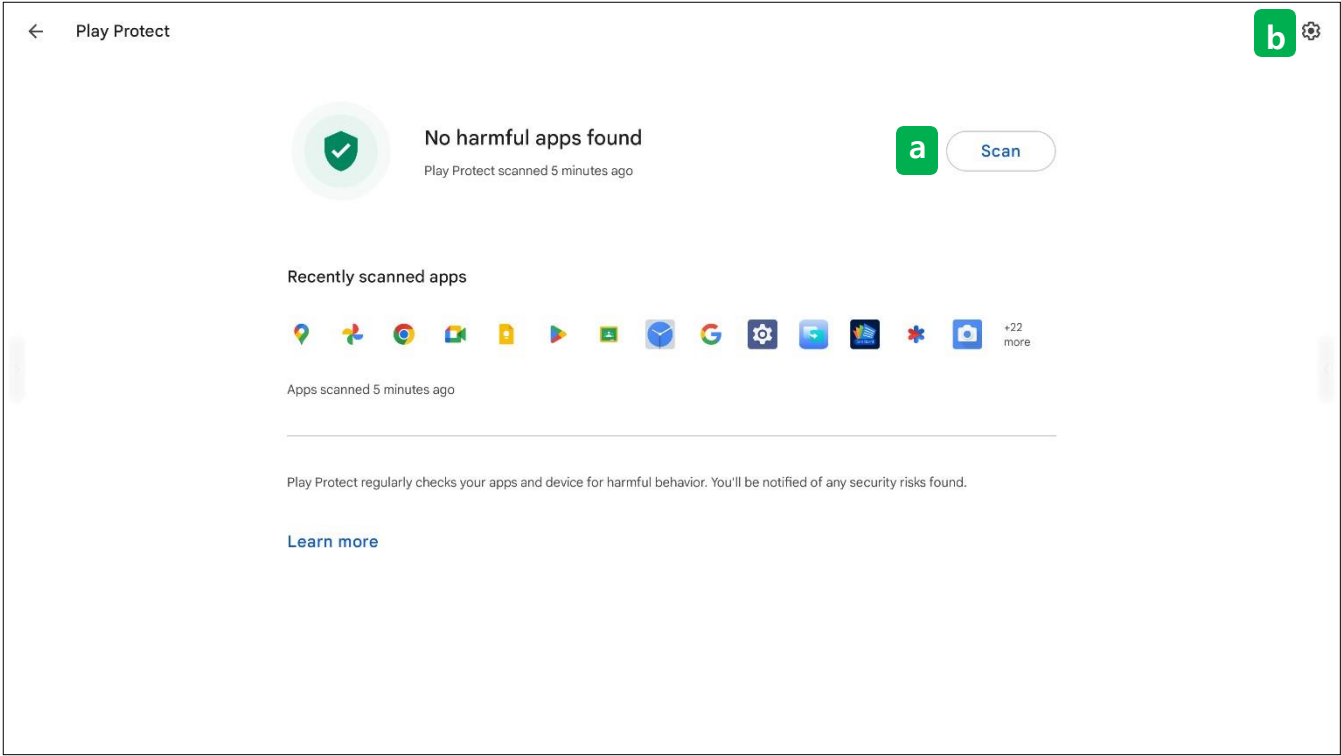 Play Protect
b
No harmful apps found
Play Protect scanned 5 minutes ago
a
Scan
Recently scanned apps
+22
more
Apps scanned 5 minutes ago
Play Protect regularly checks your apps and device for harmful behavior. You'll be notified of any security risks found.
Learn more